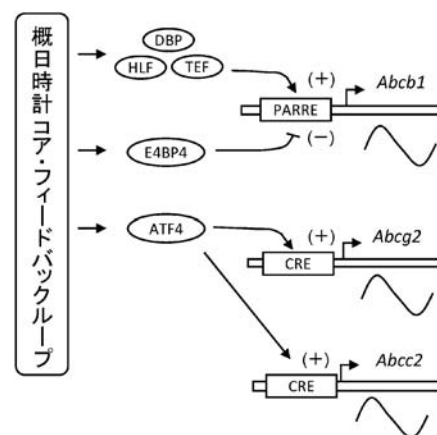 概日時計コア・フィードバックループ
DBP
HLF
TEF
(+)
Abcb1
PARRE
(−)
E4BP4
ATF4
(+)
Abcg2
CRE
(+)
Abcc2
CRE